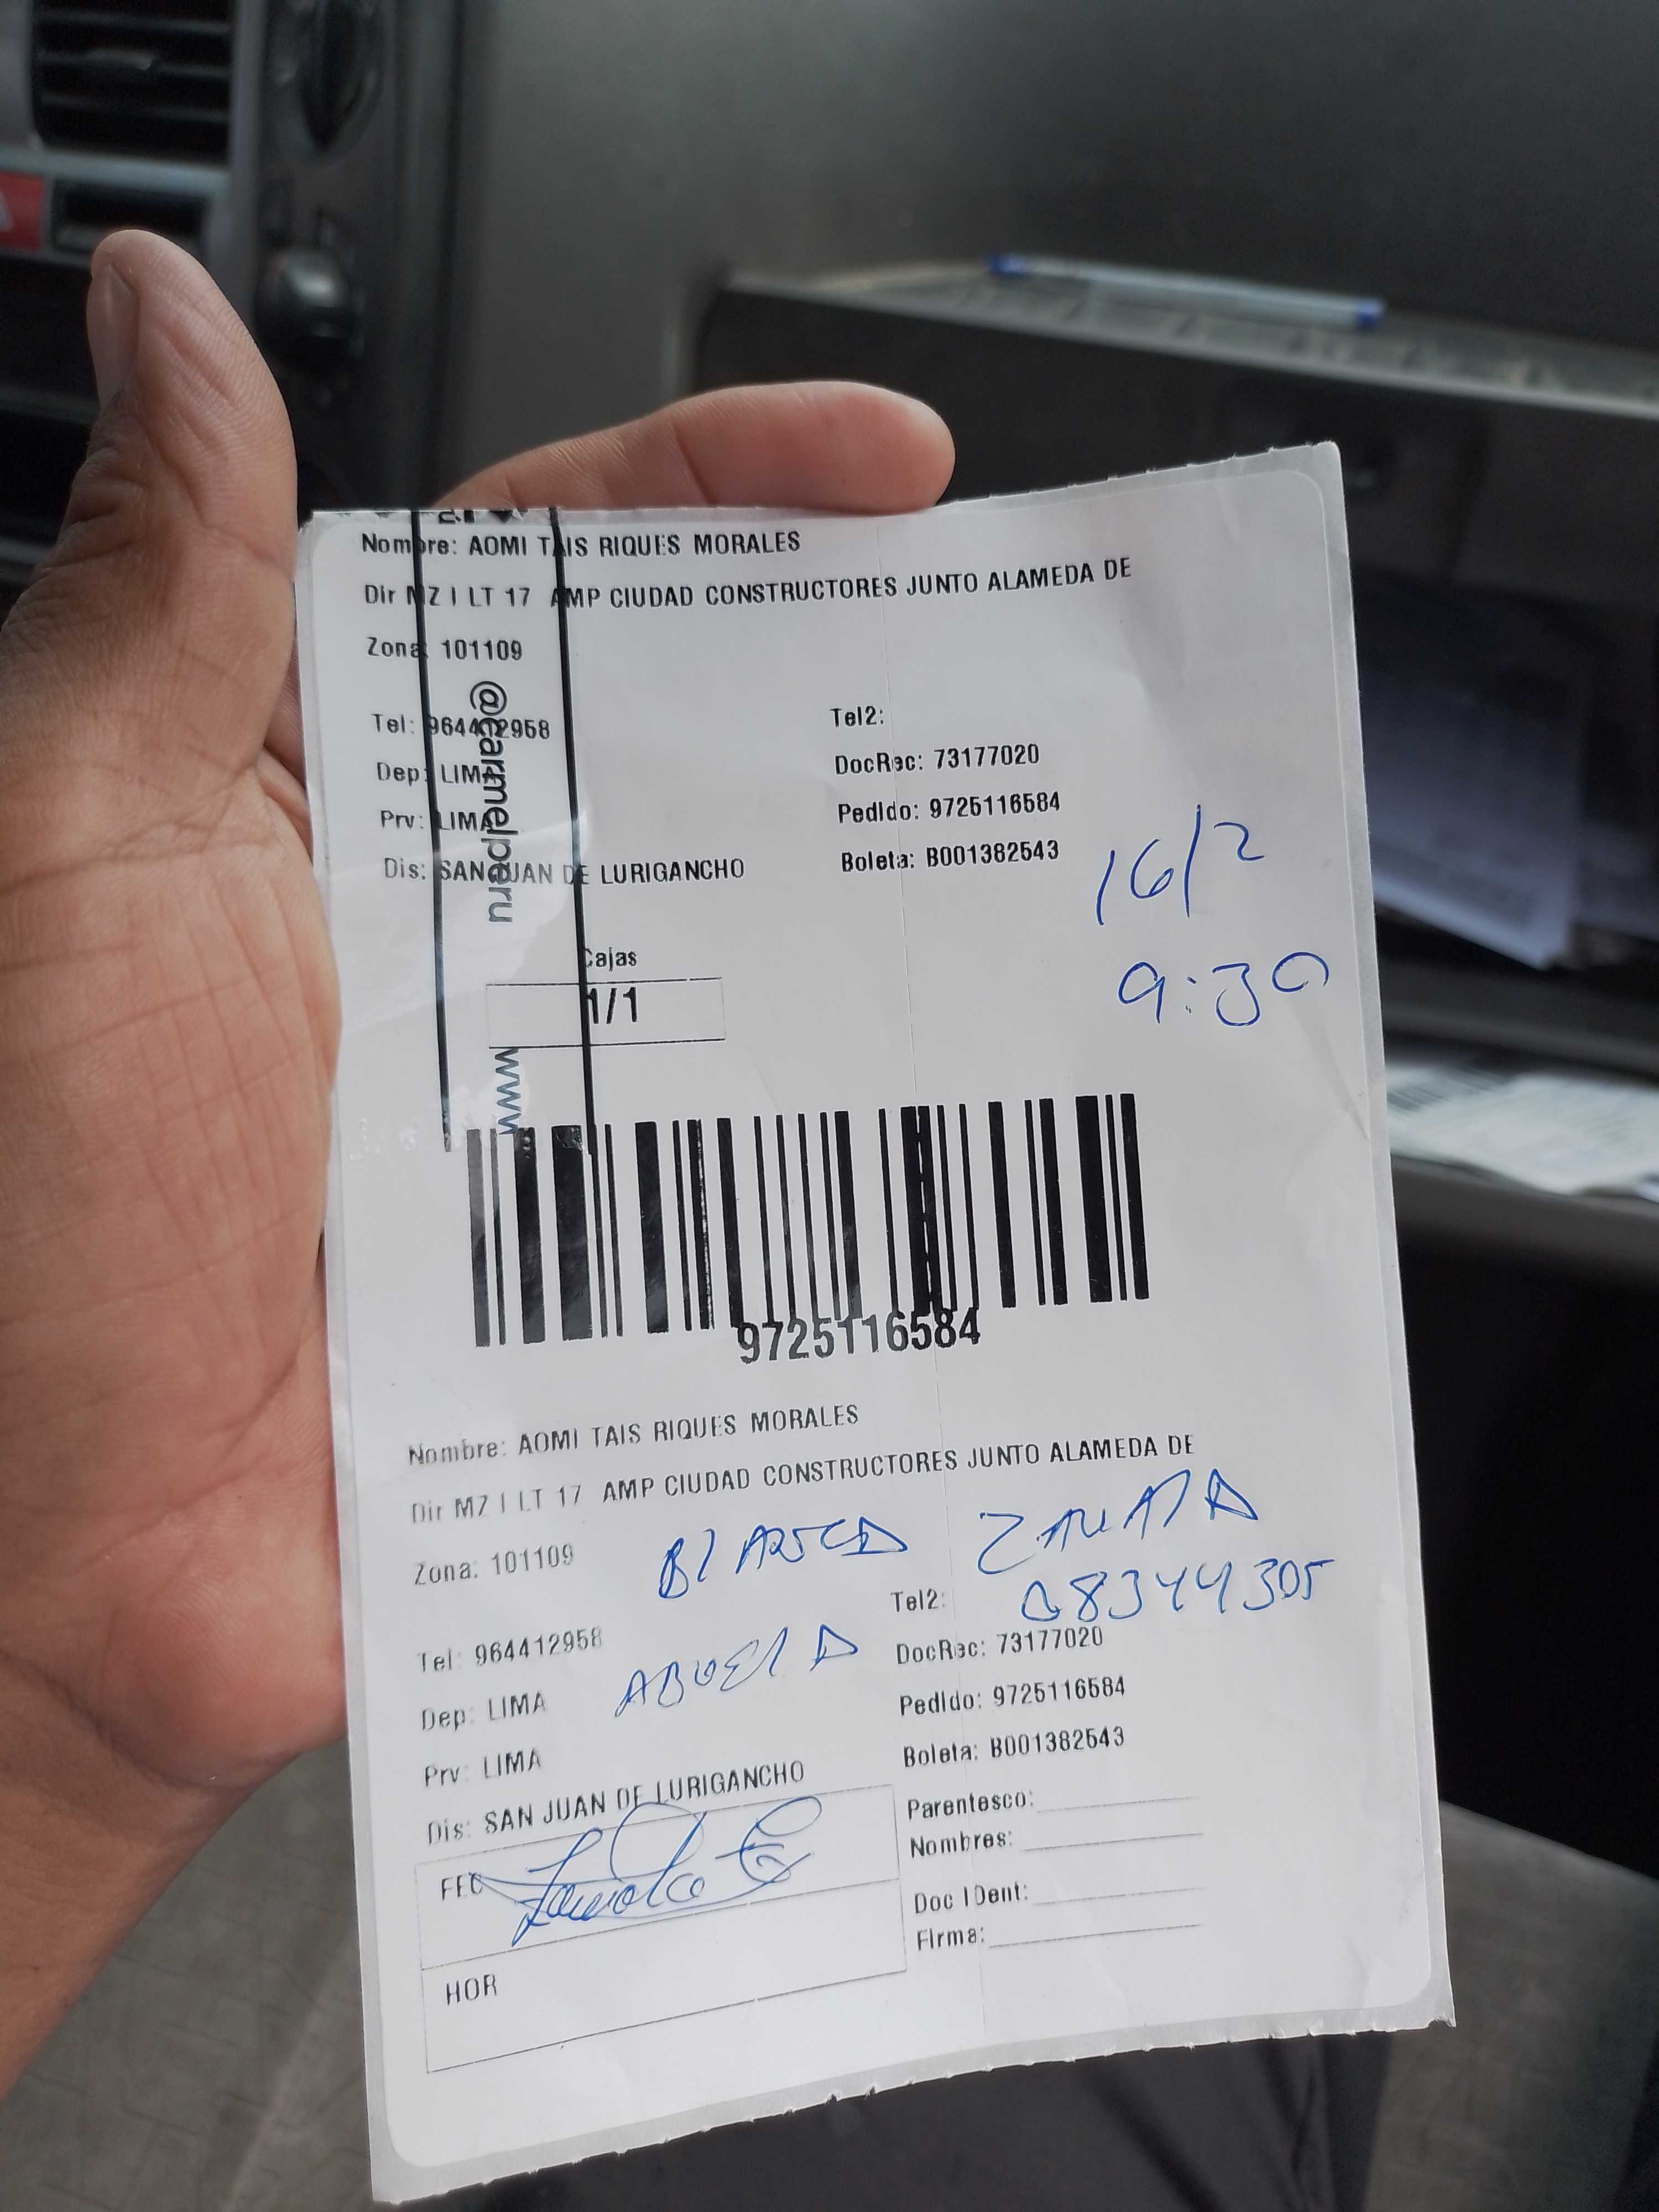 Nombre: AOMI TAIS RIQUES MORALES
Dir MZ I LT 17 AMP CIUDAD CONSTRUCTORES JUNTO ALAMEDA DE
Zona: 101109
Tel: 964412958
Tel2:
Dep: LIMA
DocRec: 73177020
Prv: LIMA
Pedido: 9725116584
Dis: SAN JUAN DE LURIGANCHO
Boleta: B001382543
16/2
9:30
@carmelperu
www
Cajas
1/1
9725116584
Nombre: AOMI TAIS RIQUES MORALES
Dir MZ I LT 17 AMP CIUDAD CONSTRUCTORES JUNTO ALAMEDA DE
Zona: 101109
BLANCA
Tel2:
08344305
Tel: 964412958
ABUELA
DocRec: 73177020
Dep: LIMA
Pedido: 9725116584
Prv: LIMA
Boleta: B001382543
Dis: SAN JUAN DE LURIGANCHO
Parentesco:
Nombres:
FEC
Doc IDent:
Firma:
HOR